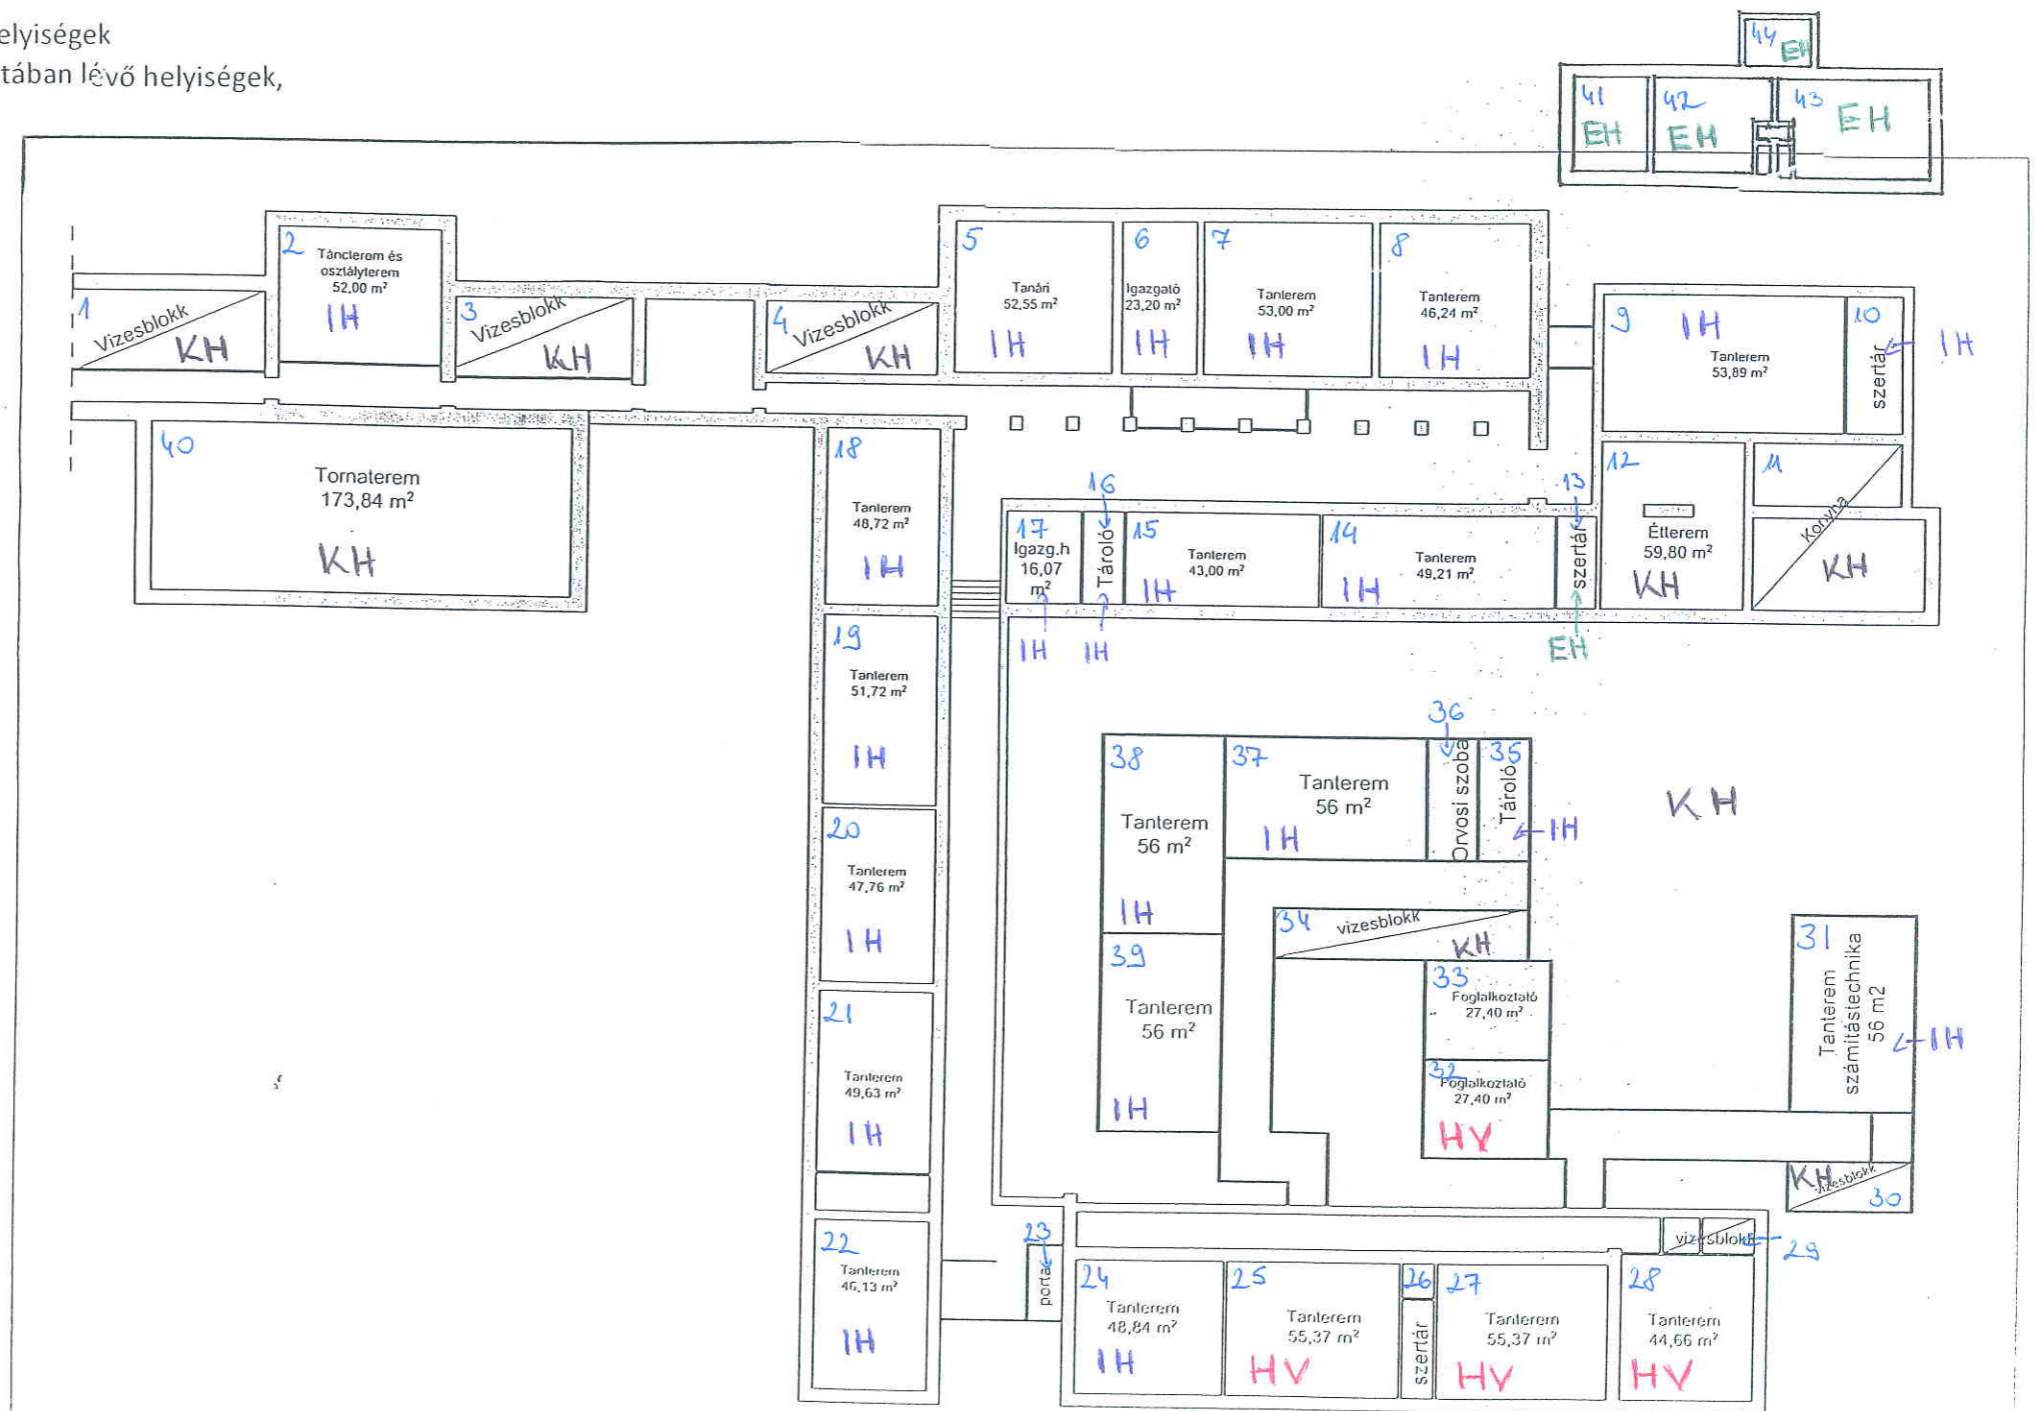 elyiségek
tában lévő helyiségek,
44
EH
41
EH
42
EH
43
EH
1
Vizesblokk
KH
2
Táncterem és
osztályterem
52,00 m²
IH
3
Vizesblokk
KH
4
Vizesblokk
KH
5
Tanári
52,55 m²
IH
6
Igazgató
23,20 m²
IH
7
Tanterem
53,00 m²
IH
8
Tanterem
46,24 m²
IH
9
IH
Tanterem
53,89 m²
10
szertár
IH
40
Tornaterem
173,84 m²
KH
18
Tanterem
48,72 m²
IH
17
Igazg.h
16,07
m²
IH
16
Tároló
IH
15
Tanterem
43,00 m²
IH
14
Tanterem
49,21 m²
IH
13
szertár
EH
12
Étterem
59,80 m²
KH
11
Konyha
KH
19
Tanterem
51,72 m²
IH
20
Tanterem
47,76 m²
IH
21
Tanterem
49,63 m²
IH
22
Tanterem
46,13 m²
IH
38
Tanterem
56 m²
IH
37
Tanterem
56 m²
IH
36
Orvosi szoba
35
Tároló
IH
KH
39
Tanterem
56 m²
IH
34
vizesblokk
KH
33
Foglalkoztató
27,40 m²
32
Foglalkoztató
27,40 m²
HV
31
Tanterem
számítástechnika
56 m2
IH
KH
vizesblokk
30
23
porta
24
Tanterem
48,84 m²
IH
25
Tanterem
55,37 m²
HV
26
szertár
27
Tanterem
55,37 m²
HV
28
Tanterem
44,66 m²
HV
vizesblokk
29